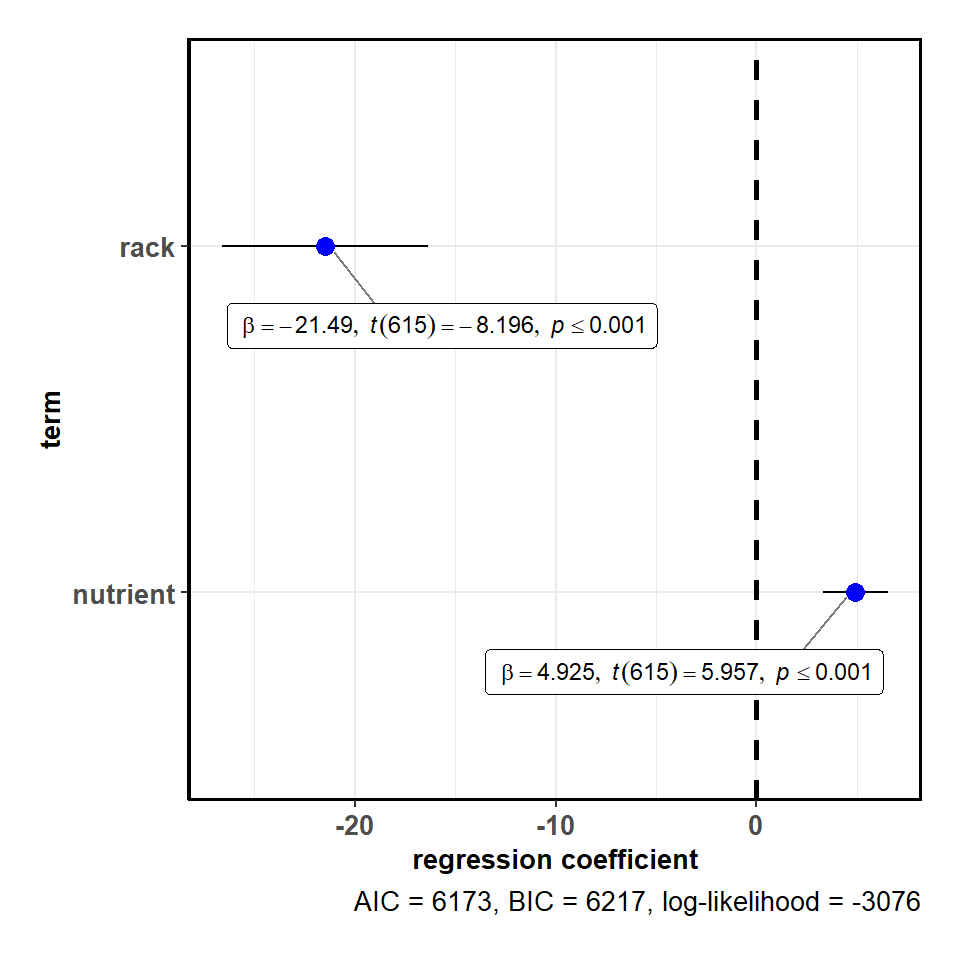 rack
β = −21.49, t(615) = −8.196, p ≤ 0.001
term
nutrient
β = 4.925, t(615) = 5.957, p ≤ 0.001
-20 -10 0
regression coefficient
AIC = 6173, BIC = 6217, log-likelihood = -3076